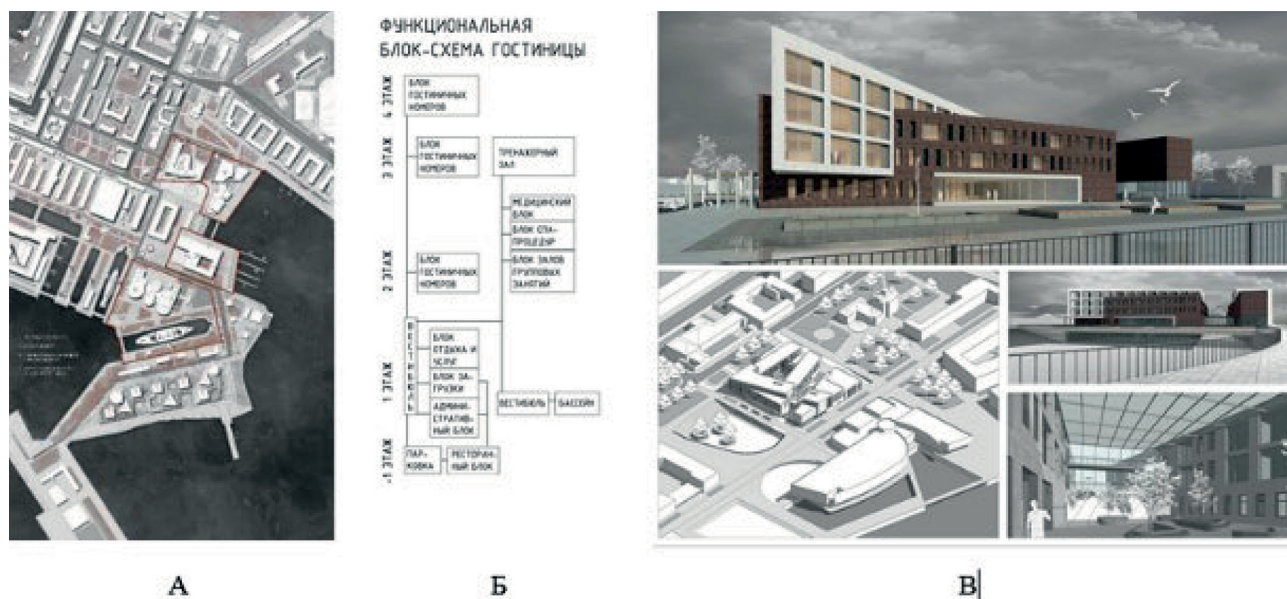 ФУНКЦИОНАЛЬНАЯ
БЛОК-СХЕМА ГОСТИНИЦЫ
4 ЭТАЖ
БЛОК
ГОСТИНИЧНЫХ
НОМЕРОВ
3 ЭТАЖ
БЛОК
ГОСТИНИЧНЫХ
НОМЕРОВ
ТРЕНАЖОРНЫЙ
ЗАЛ
МЕДИЦИНСКИЙ
БЛОК
БЛОК СПА-
ПРОЦЕДУР
2 ЭТАЖ
БЛОК
ГОСТИНИЧНЫХ
НОМЕРОВ
БЛОК ЗАЛОВ
ГРУППОВЫХ
ЗАНЯТИЙ
1 ЭТАЖ
ВЕСТИБЮЛЬ
БЛОК
ОТДЫХА И
УСЛУГ
БЛОК ЗА-
ГРУЗКИ
АДМИНИ-
СТРАТИВ-
НЫЙ БЛОК
ВЕСТИБЮЛЬ
БАССЕЙН
-1 ЭТАЖ
ПАР-
КОВКА
РЕСТОРАН-
НЫЙ БЛОК
А
Б
В